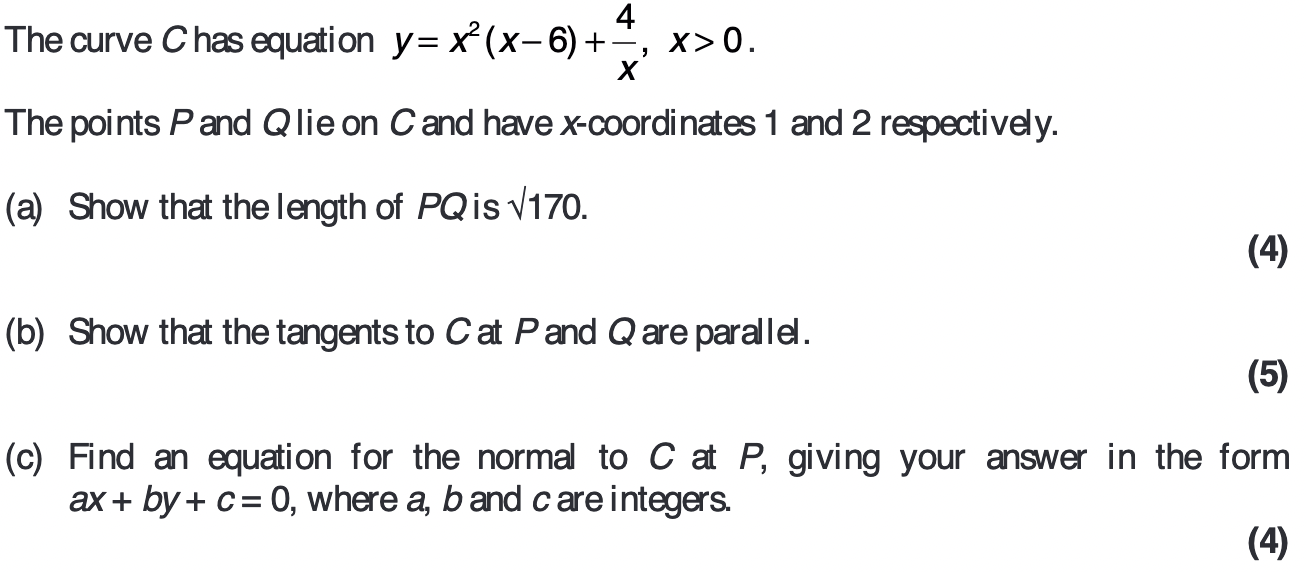 The curve C has equation y = x²(x – 6) + 4/x, x > 0.
The points P and Q lie on C and have x-coordinates 1 and 2 respectively.
(a) Show that the length of PQ is √170.
(4)
(b) Show that the tangents to C at P and Q are parallel.
(5)
(c) Find an equation for the normal to C at P, giving your answer in the form
ax + by + c = 0, where a, b and c are integers.
(4)